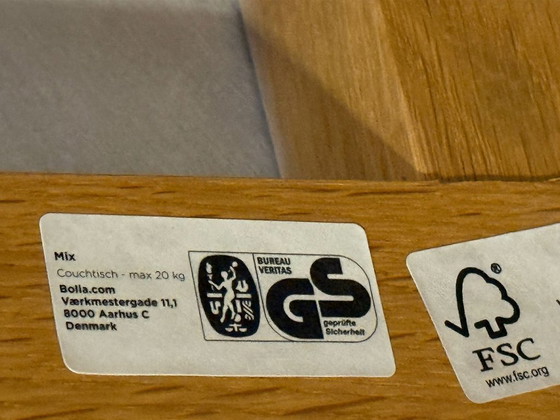 Mix
Couchtisch - max 20 kg
Bolia.com
Værkmestergade 11,1
8000 Aarhus C
Denmark
BUREAU
VERITAS
GS
geprüfte
Sicherheit
®
FSC
www.fsc.org